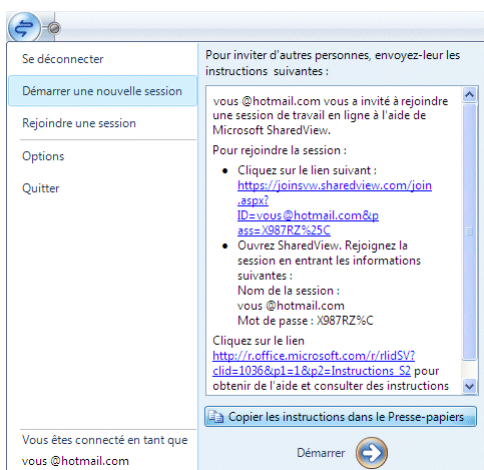 Se déconnecter
Démarrer une nouvelle session
Rejoindre une session
Options
Quitter
Vous êtes connecté en tant que
vous @hotmail.com
Pour inviter d'autres personnes, envoyez-leur les
instructions suivantes :
vous @hotmail.com vous a invité à rejoindre
une session de travail en ligne à l'aide de
Microsoft SharedView.
Pour rejoindre la session :
• Cliquez sur le lien suivant :
https://joinsvw.sharedview.com/join
.aspx?
ID=vous@hotmail.com&p
ass=X987RZ%25C
• Ouvrez SharedView. Rejoignez la
session en entrant les informations
suivantes :
Nom de la session :
vous @hotmail.com
Mot de passe : X987RZ%C
Cliquez sur le lien
http://r.office.microsoft.com/r/rlidSV?
clid=1036&p1=1&p2=Instructions_S2 pour
obtenir de l'aide et consulter des instructions
Copier les instructions dans le Presse-papiers
Démarrer